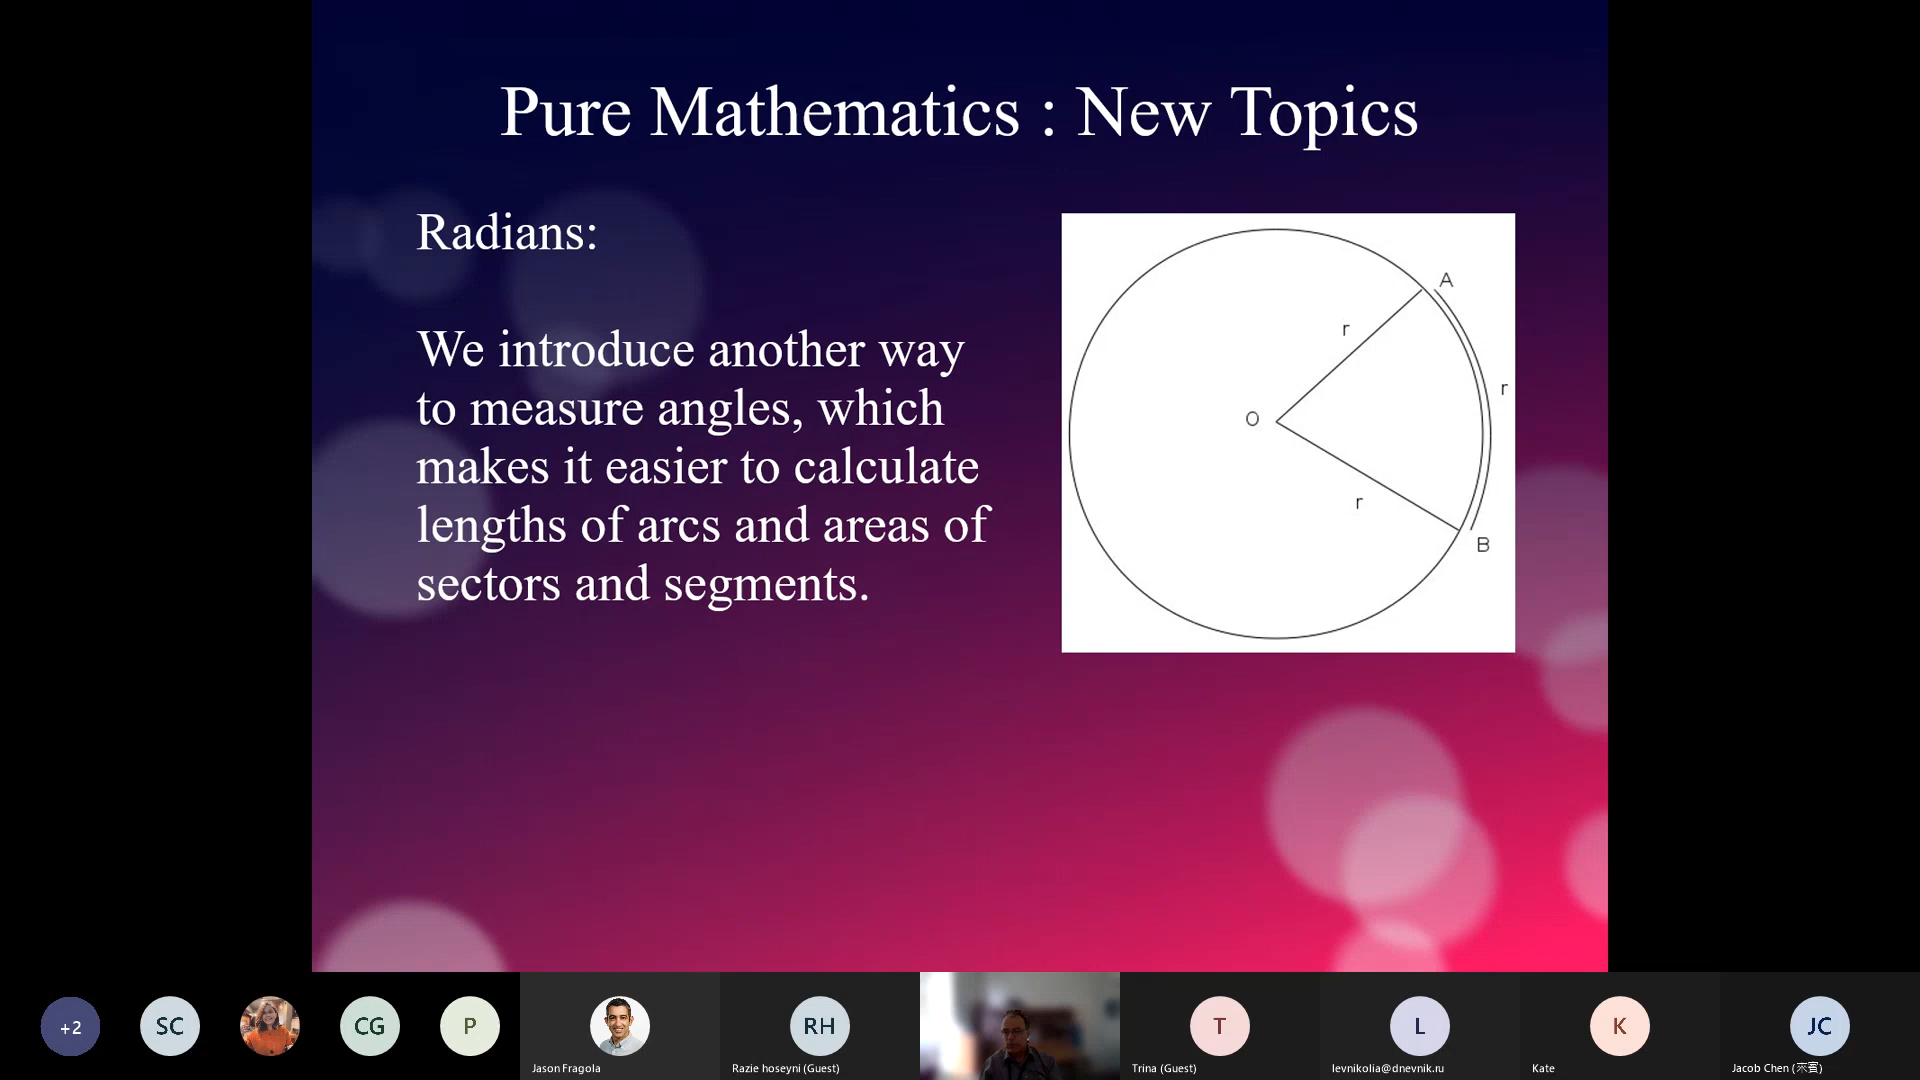 Pure Mathematics : New Topics
Radians:
We introduce another way
to measure angles, which
makes it easier to calculate
lengths of arcs and areas of
sectors and segments.
A
r
r
O
r
B
+2
SC
CG
P
Jason Fragola
RH
Razie hoseyni (Guest)
T
Trina (Guest)
L
levnikolia@dnevnik.ru
K
Kate
JC
Jacob Chen (